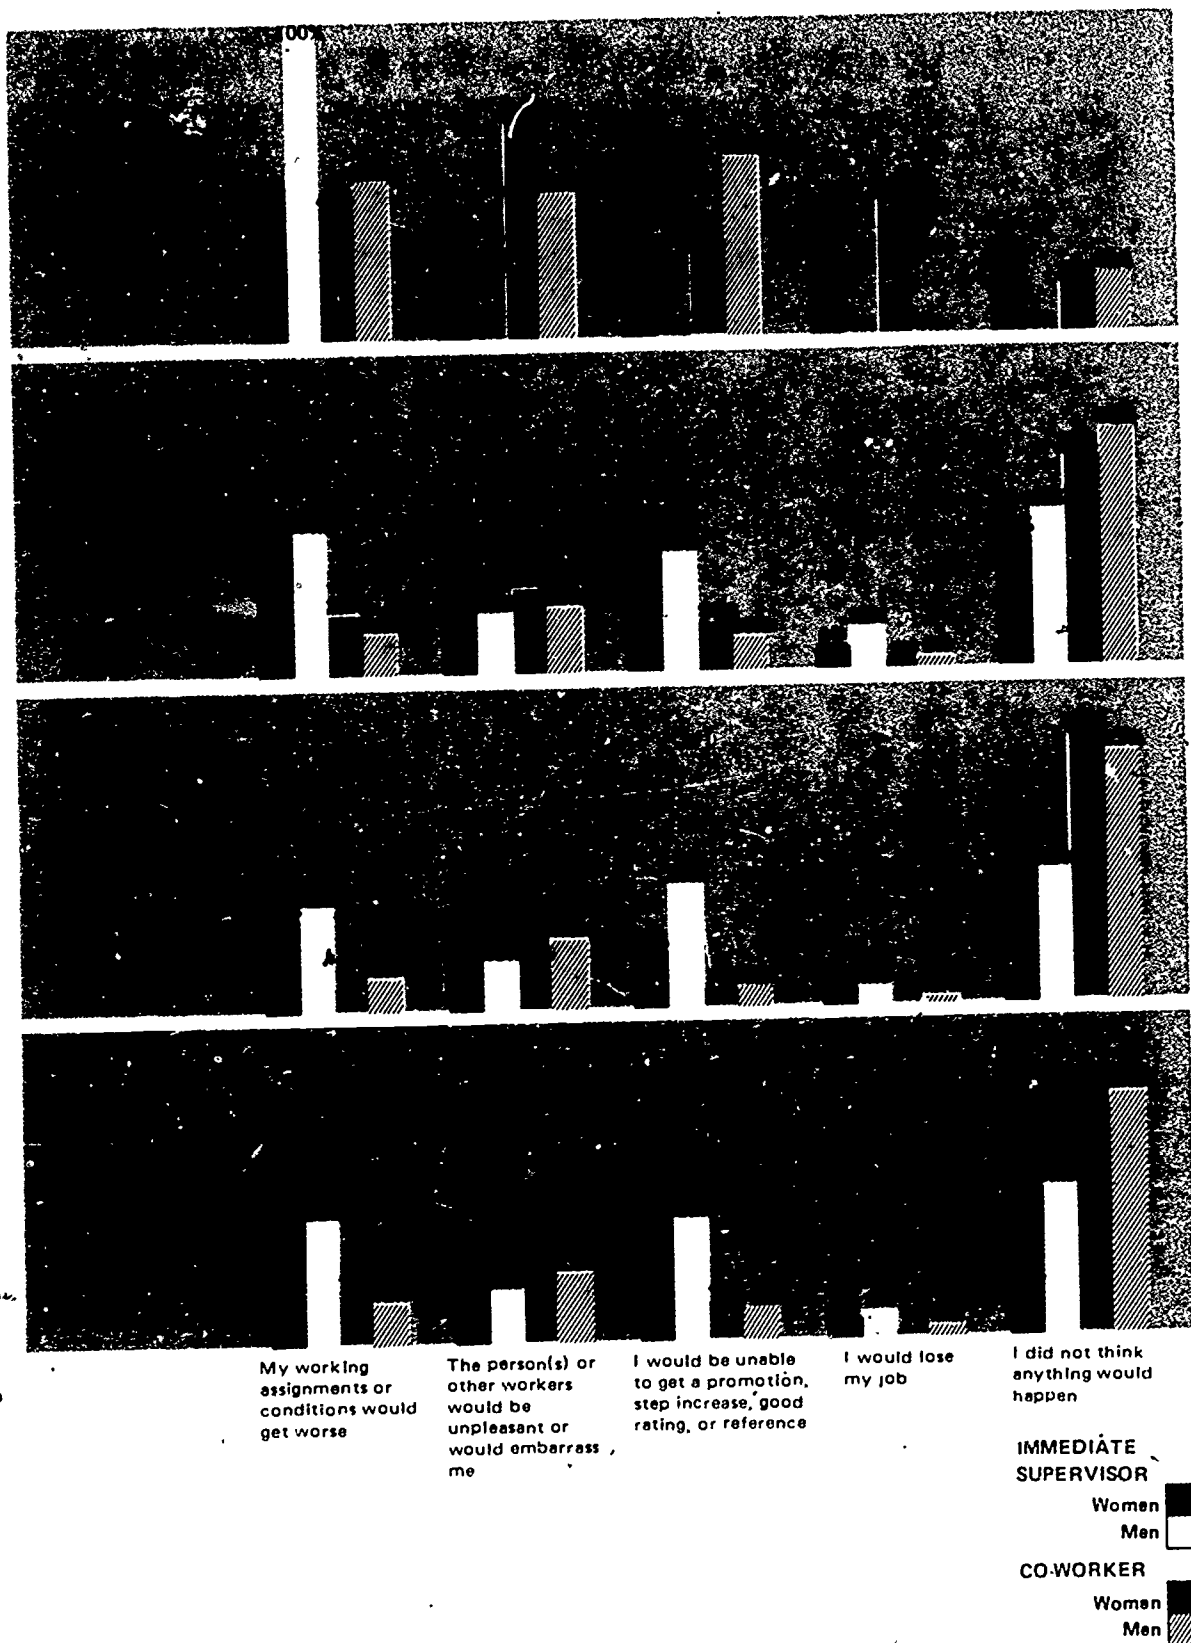 00%
My working
assignments or
conditions would
get worse
The person(s) or
other workers
would be
unpleasant or
would embarrass
me
I would be unable
to get a promotion,
step increase, good
rating, or reference
I would lose
my job
I did not think
anything would
happen
IMMEDIATE
SUPERVISOR
Women
Men
CO-WORKER
Women
Men